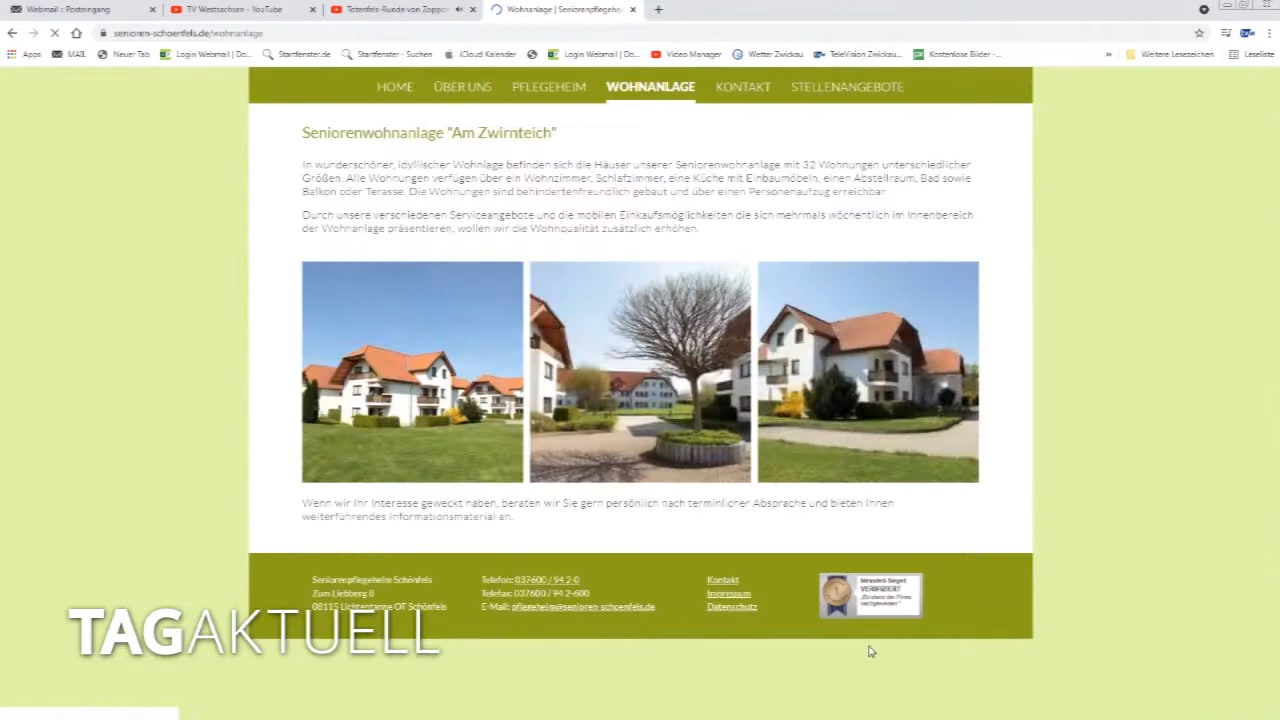 Webmail :: Posteingang
TV Westsachsen - YouTube
Totenfels-Runde von Zoppo
Wohnanlage | Seniorenpflegehe
senioren-schoenfels.de/wohnanlage
Apps
MAIL
Neuer Tab
Login Webmail | Do...
Startfenster.de
Startfenster - Suchen
iCloud Kalender
Login Webmail | Do...
Video Manager
Wetter Zwickau
TeleVision Zwickau...
Kostenlose Bilder -...
»
Weitere Lesezeichen
Leseliste
HOME ÜBER UNS PFLEGEHEIM WOHNANLAGE KONTAKT STELLENANGEBOTE
Seniorenwohnanlage "Am Zwirnteich"
In wunderschöner, idyllischer Wohnlage befinden sich die Häuser unserer Seniorenwohnanlage mit 32 Wohnungen unterschiedlicher
Größen. Alle Wohnungen verfügen über ein Wohnzimmer, Schlafzimmer, eine Küche mit Einbaumöbeln, einen Abstellraum, Bad sowie
Balkon oder Terasse. Die Wohnungen sind behindertenfreundlich gebaut und über einen Personenaufzug erreichbar.
Durch unsere verschiedenen Serviceangebote und die mobilen Einkaufsmöglichkeiten die sich mehrmals wöchentlich im Innenbereich
der Wohnanlage präsentieren, wollen wir die Wohnqualität zusätzlich erhöhen.
Wenn wir Ihr Interesse geweckt haben, beraten wir Sie gern persönlich nach terminlicher Absprache und bieten Ihnen
weiterführendes Informationsmaterial an.
Seniorenpflegeheim Schönfels
Zum Liebberg 8
08115 Lichtentanne OT Schönfels
Telefon: 037600 / 94 2-0
Telefax: 037600 / 94 2-600
E-Mail: pflegeheim@senioren-schoenfels.de
Kontakt
Impressum
Datenschutz
VERIFIZIERT
TAGAKTUELL